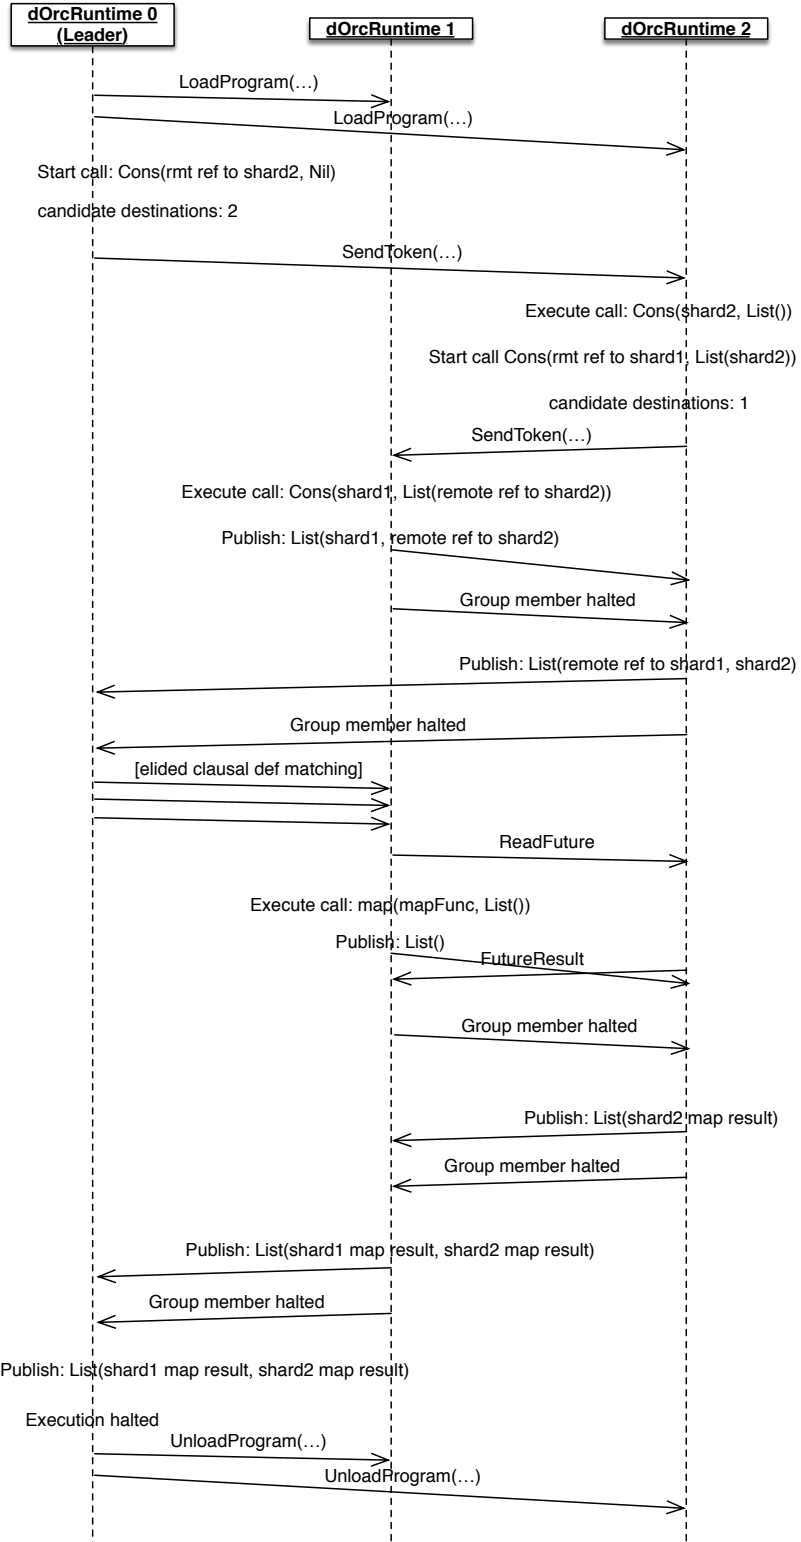 dOrcRuntime 0
(Leader)
dOrcRuntime 1
dOrcRuntime 2
LoadProgram(…)
LoadProgram(…)
Start call: Cons(rmt ref to shard2, Nil)
candidate destinations: 2
SendToken(…)
Execute call: Cons(shard2, List())
Start call Cons(rmt ref to shard1, List(shard2))
candidate destinations: 1
SendToken(…)
Execute call: Cons(shard1, List(remote ref to shard2))
Publish: List(shard1, remote ref to shard2)
Group member halted
Publish: List(remote ref to shard1, shard2)
Group member halted
[elided clausal def matching]
ReadFuture
Execute call: map(mapFunc, List())
Publish: List()
FutureResult
Group member halted
Publish: List(shard2 map result)
Group member halted
Publish: List(shard1 map result, shard2 map result)
Group member halted
Publish: List(shard1 map result, shard2 map result)
Execution halted
UnloadProgram(…)
UnloadProgram(…)